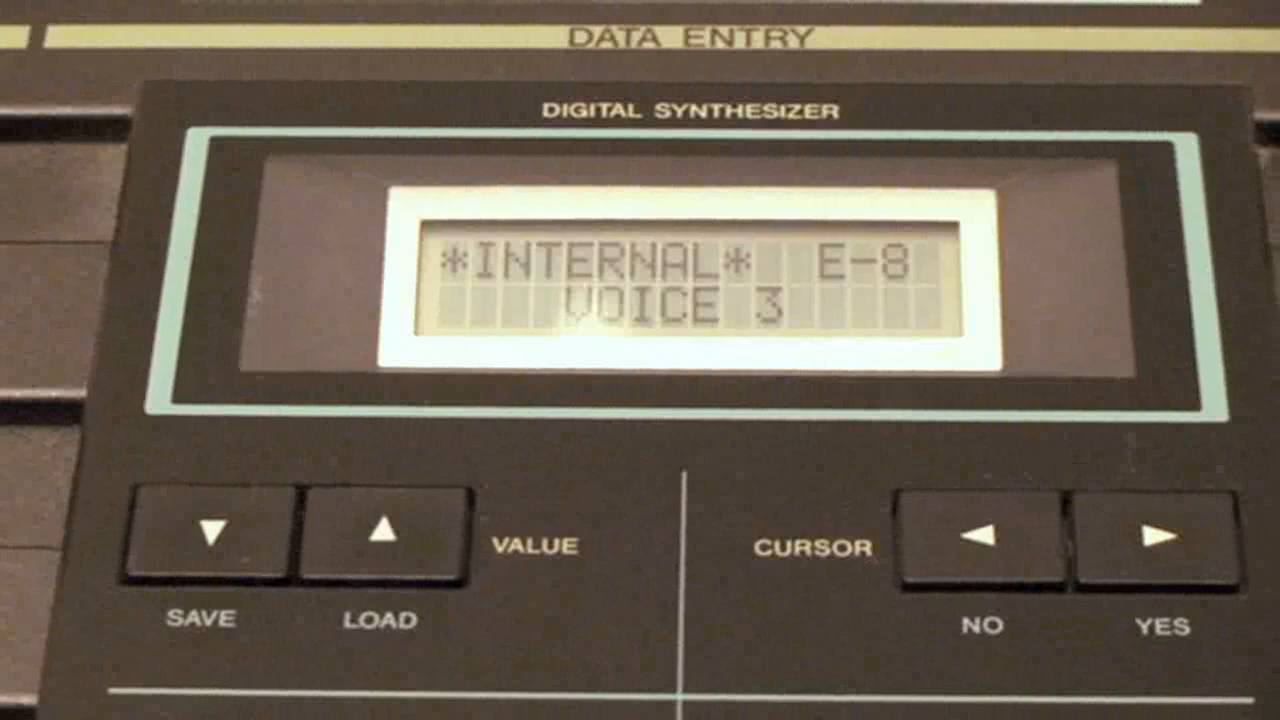 DATA ENTRY
DIGITAL SYNTHESIZER
*INTERNAL* E-8
VOICE 3
VALUE
CURSOR
SAVE LOAD
NO YES